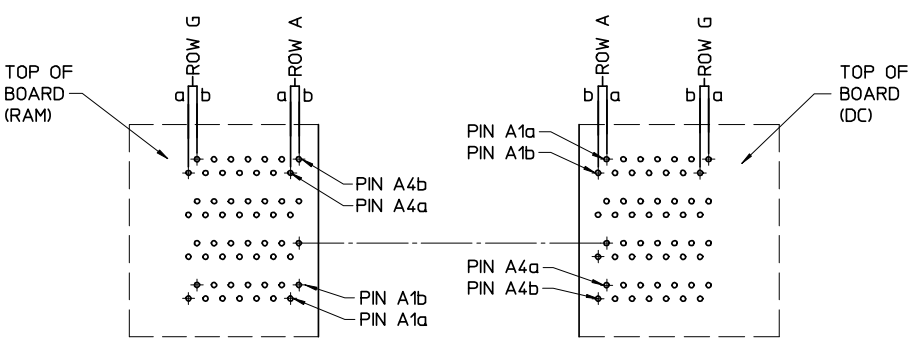 ROW G
ROW A
ROW A
ROW G
TOP OF
BOARD
(RAM)
a b
a b
b a
b a
TOP OF
BOARD
(DC)
PIN A1a
PIN A1b
PIN A4b
PIN A4a
PIN A4a
PIN A4b
PIN A1b
PIN A1a